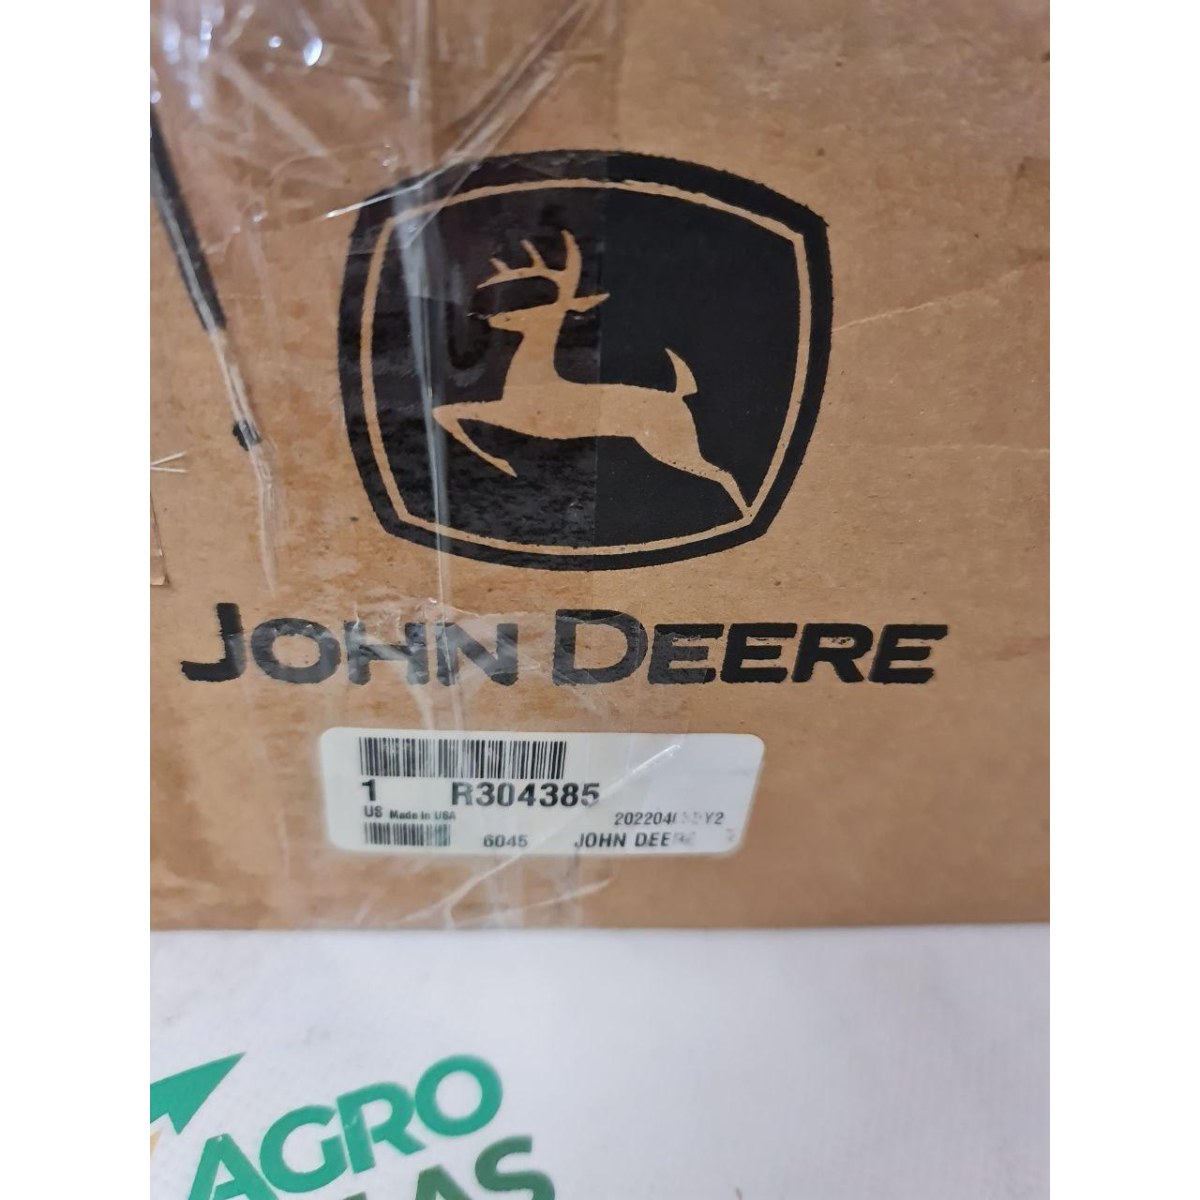 JOHN DEERE
1 R304385
US Made in USA
6045 JOHN DEERE
AGRO